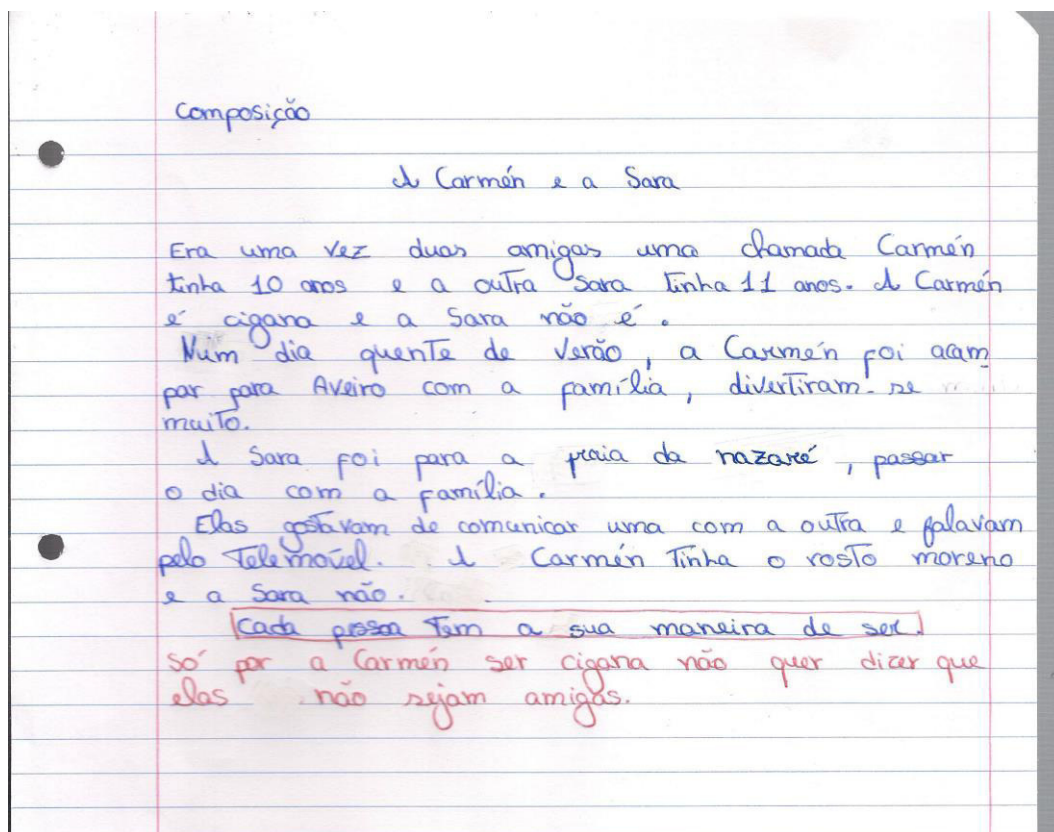 Composição
A Carmén e a Sara
Era uma vez duas amigas uma chamada Carmén
tinha 10 anos e a outra Sara tinha 11 anos. A Carmén
é cigana e a Sara não é.
Num dia quente de Verão, a Carmén foi acam
par para Aveiro com a família, divertiram-se
muito.
A Sara foi para a praia da nazaré, passar
o dia com a família.
Elas gostavam de comunicar uma com a outra e falavam
pelo Telemóvel. A Carmén Tinha o rosto moreno
e a Sara não.
Cada pessoa Tem a sua maneira de ser.
Só por a Carmén ser cigana não quer dizer que
elas não sejam amigas.